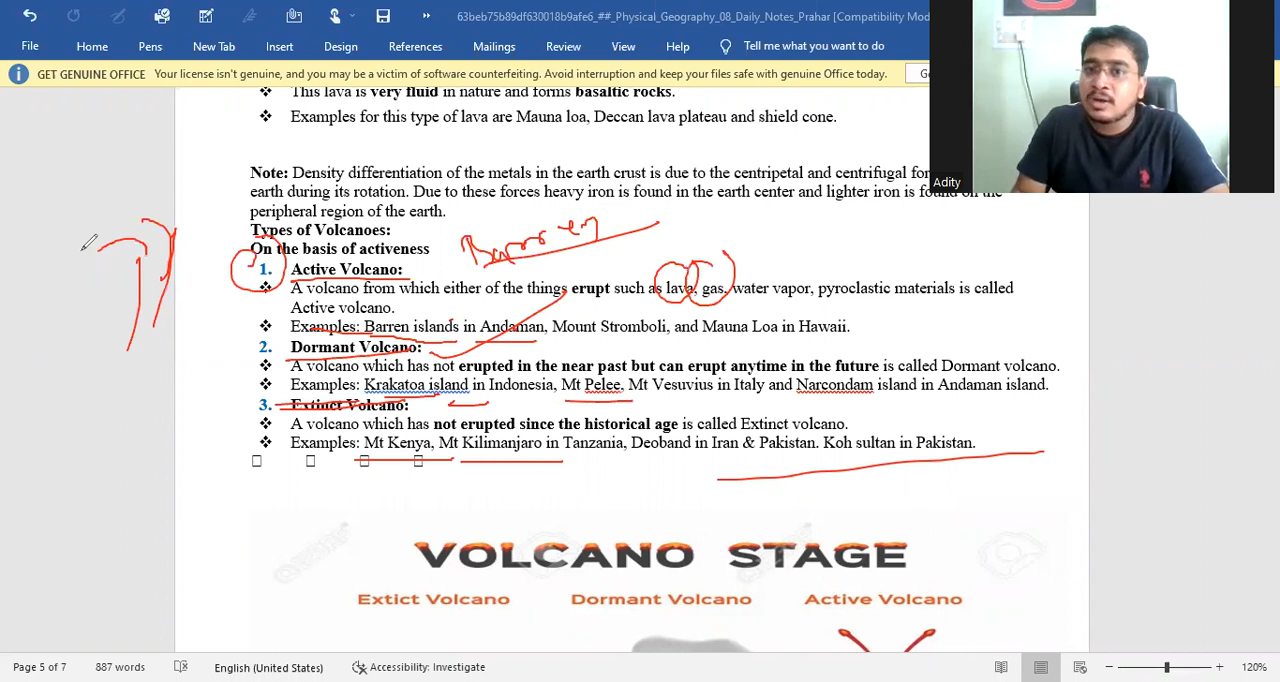 63beb75b89df630018b9afe6_##_Physical_Geography_08_Daily_Notes_Prahar [Compatibility Mod
File Home Pens New Tab Insert Design References Mailings Review View Help Tell me what you want to do
GET GENUINE OFFICE Your license isn't genuine, and you may be a victim of software counterfeiting. Avoid interruption and keep your files safe with genuine Office today.
This lava is very fluid in nature and forms basaltic rocks.
Examples for this type of lava are Mauna loa, Deccan lava plateau and shield cone.
Adity
Note: Density differentiation of the metals in the earth crust is due to the centripetal and centrifugal for
earth during its rotation. Due to these forces heavy iron is found in the earth center and lighter iron is found on the
peripheral region of the earth.
Types of Volcanoes:
Barren
On the basis of activeness
1. Active Volcano:
A volcano from which either of the things erupt such as lava, gas, water vapor, pyroclastic materials is called
Active volcano.
Examples: Barren islands in Andaman, Mount Stromboli, and Mauna Loa in Hawaii.
2. Dormant Volcano:
A volcano which has not erupted in the near past but can erupt anytime in the future is called Dormant volcano.
Examples: Krakatoa island in Indonesia, Mt Pelee, Mt Vesuvius in Italy and Narcondam island in Andaman island.
3. Extinct Volcano:
A volcano which has not erupted since the historical age is called Extinct volcano.
Examples: Mt Kenya, Mt Kilimanjaro in Tanzania, Deoband in Iran & Pakistan. Koh sultan in Pakistan.
VOLCANO STAGE
Extict Volcano Dormant Volcano Active Volcano
Page 5 of 7 887 words English (United States) Accessibility: Investigate 120%